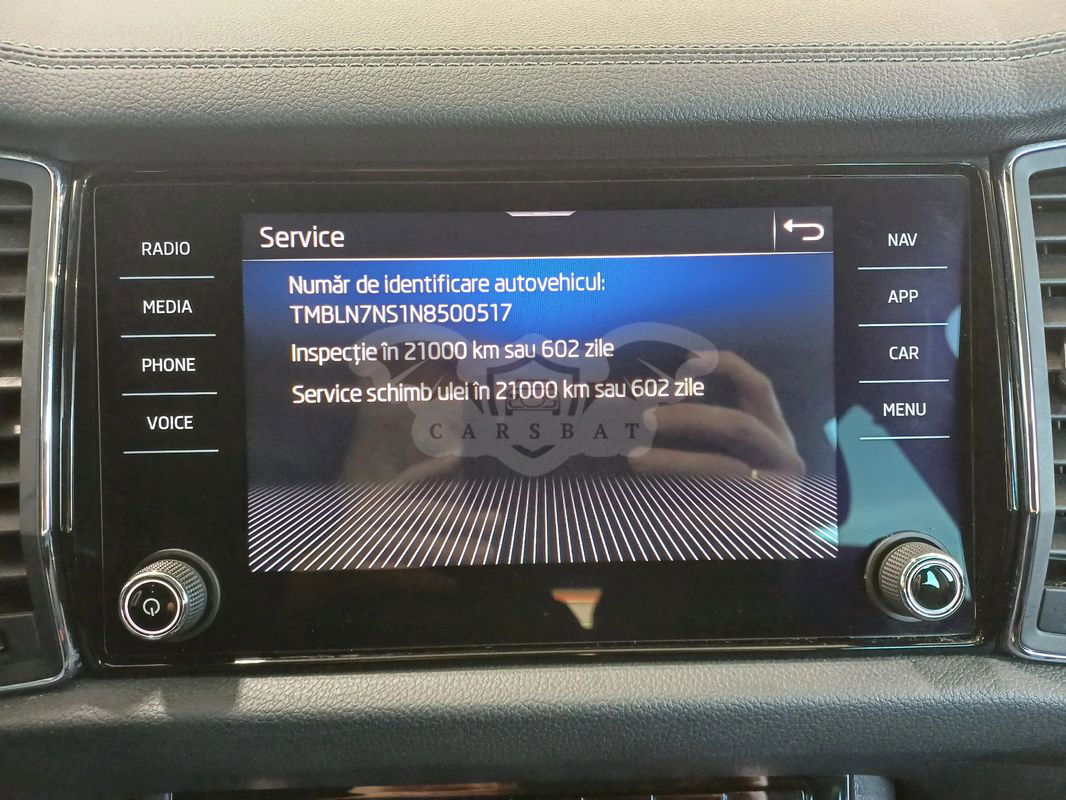 Service
Număr de identificare autovehicul:
TMBLN7NS1N8500517
Inspecție în 21000 km sau 602 zile
Service schimb ulei în 21000 km sau 602 zile
CARSBAT
RADIO
MEDIA
PHONE
VOICE
NAV
APP
CAR
MENU